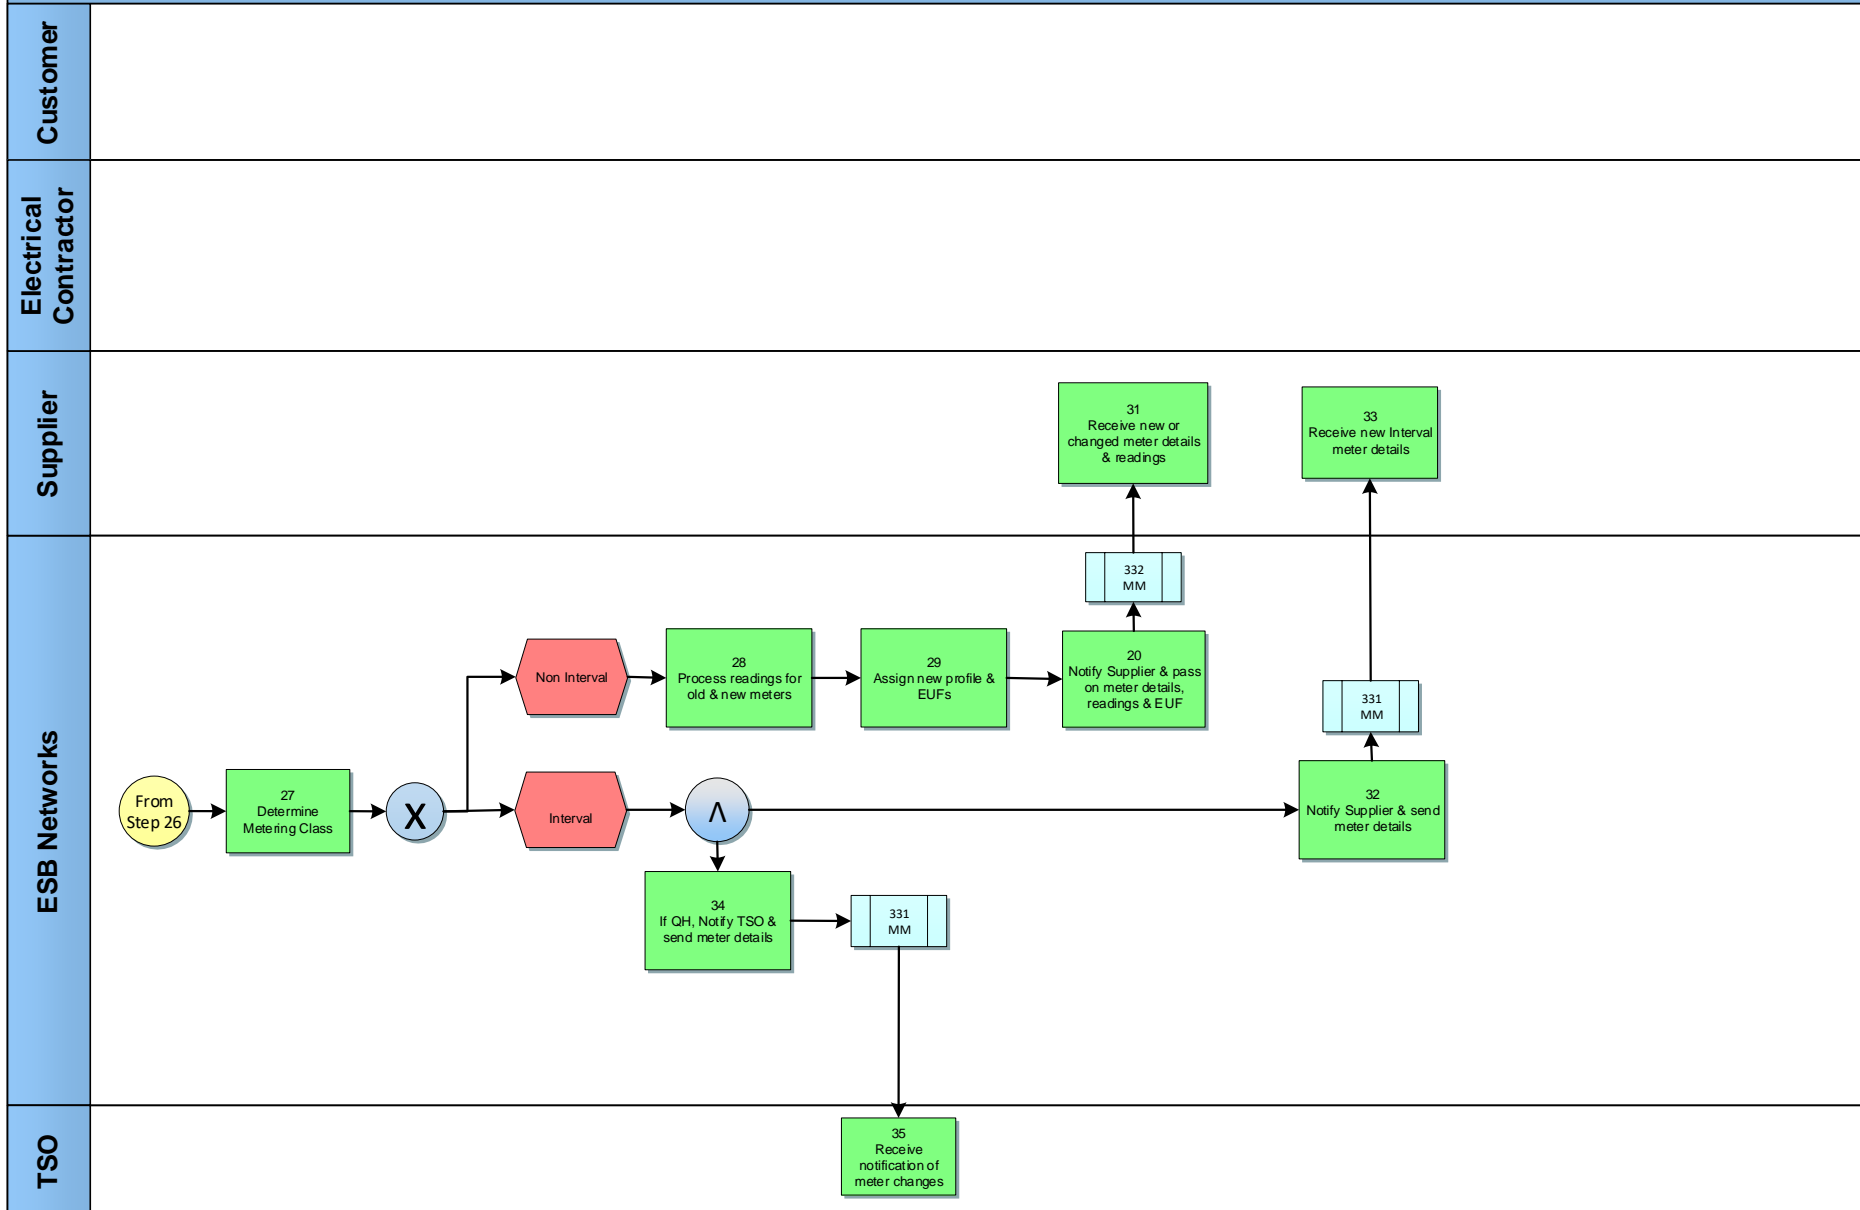 Customer
Electrical
Contractor
Supplier
31
Receive new or
changed meter details
& readings
33
Receive new Interval
meter details
ESB Networks
332
MM
Non Interval
28
Process readings for
old & new meters
29
Assign new profile &
EUFs
20
Notify Supplier & pass
on meter details,
readings & EUF
331
MM
From
Step 26
27
Determine
Metering Class
X
Interval
Λ
32
Notify Supplier & send
meter details
34
If QH, Notify TSO &
send meter details
331
MM
TSO
35
Receive
notification of
meter changes